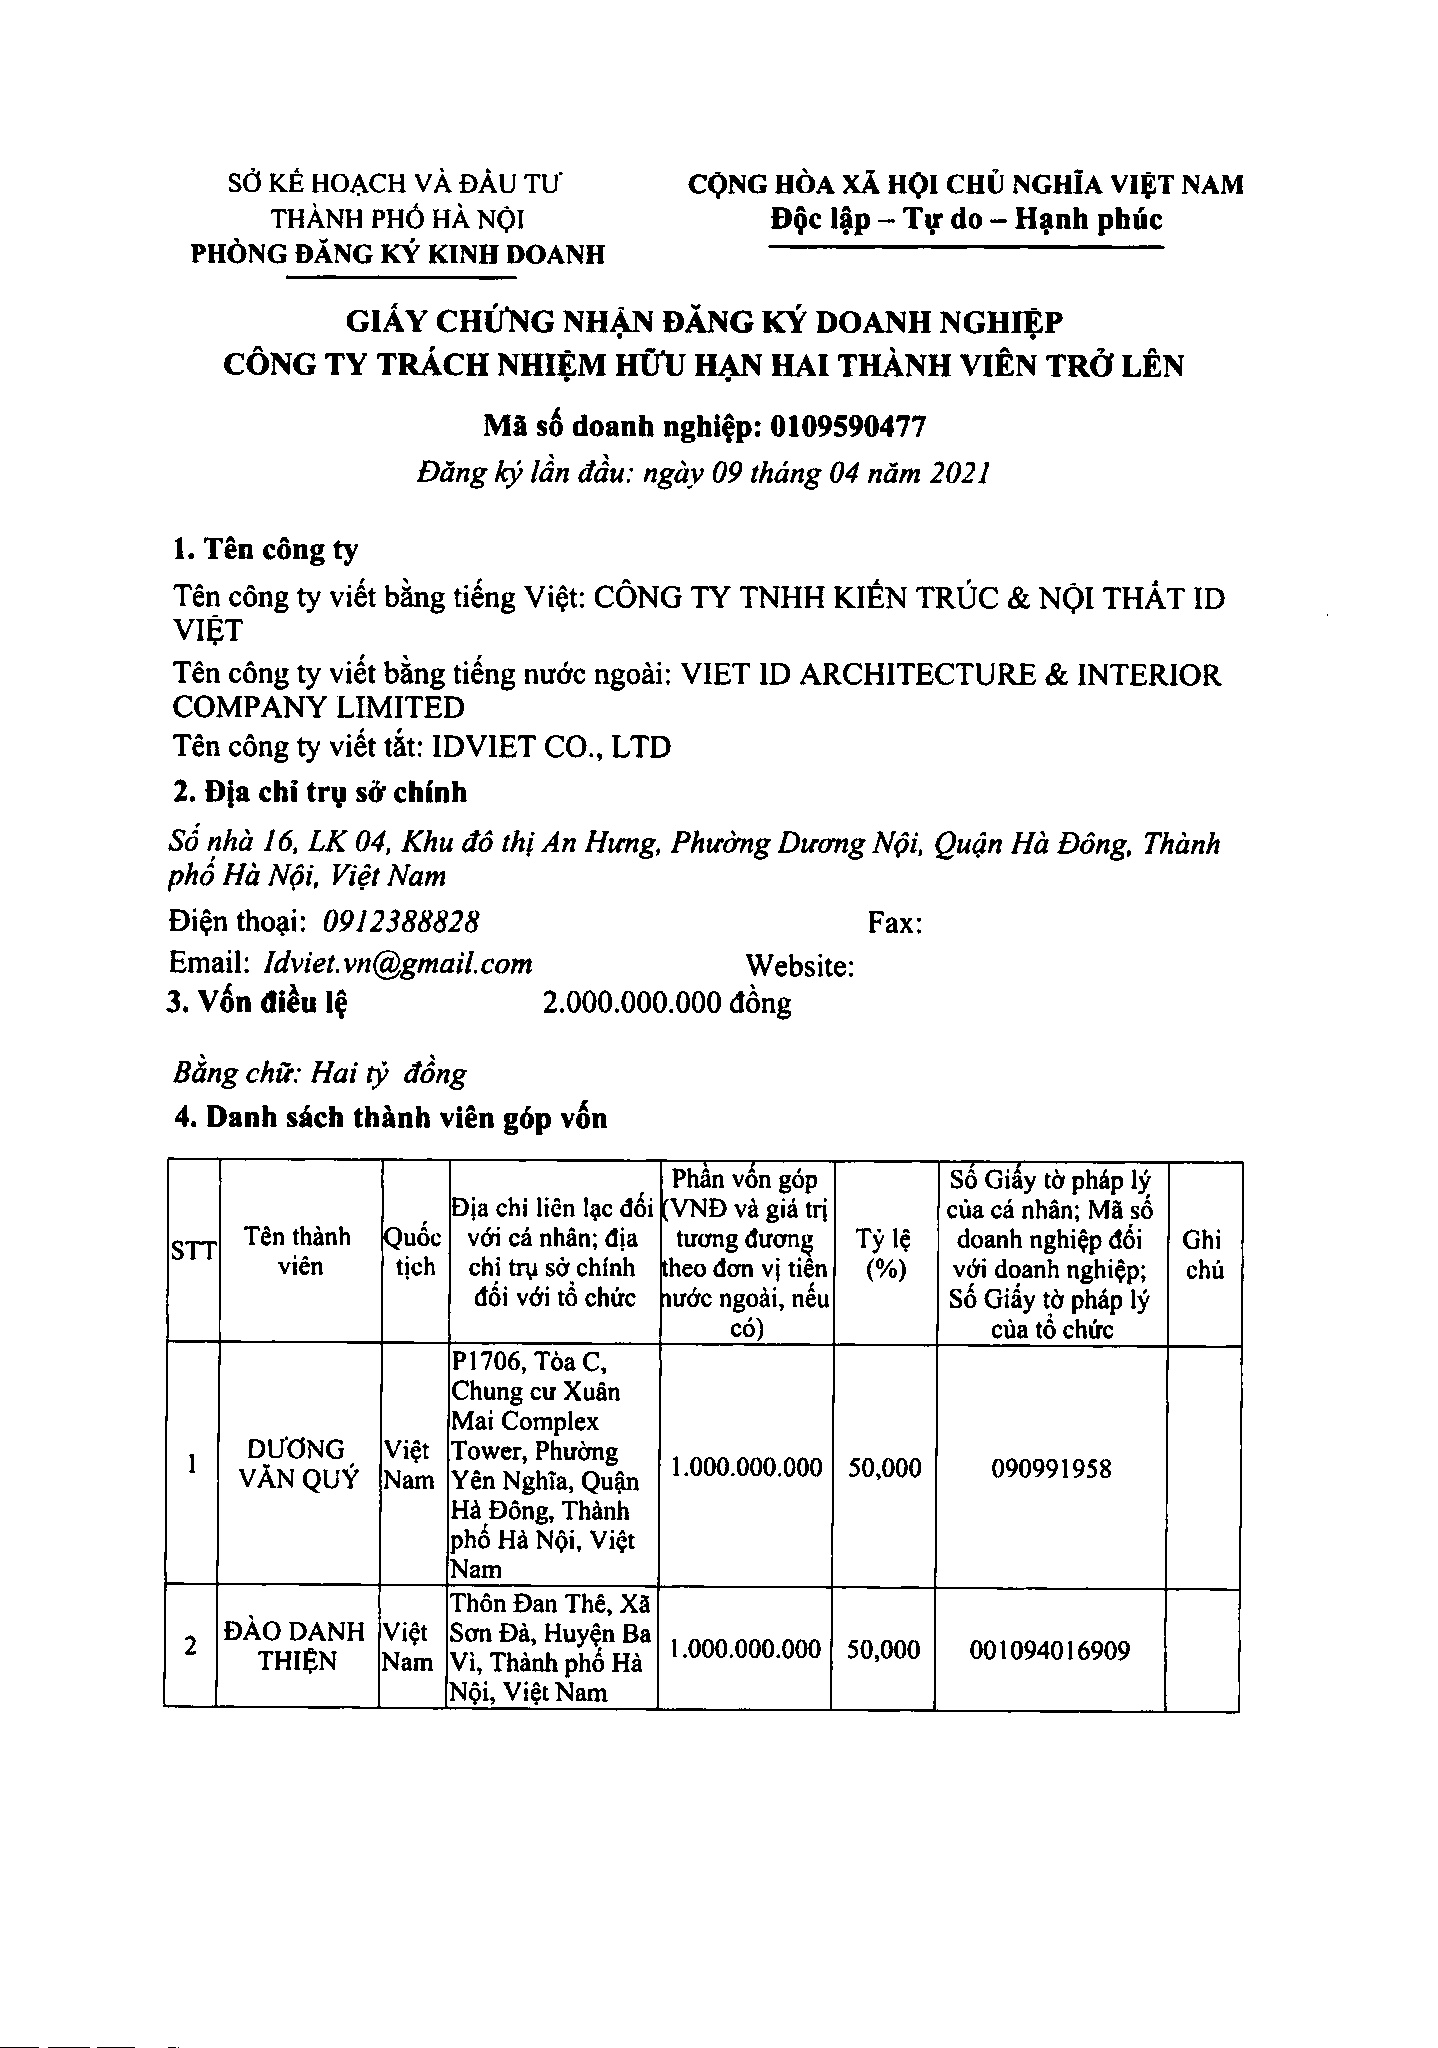 SỞ KẾ HOẠCH VÀ ĐẦU TƯ
THÀNH PHỐ HÀ NỘI
PHÒNG ĐĂNG KÝ KINH DOANH
CỘNG HÒA XÃ HỘI CHỦ NGHĨA VIỆT NAM
Độc lập – Tự do – Hạnh phúc
GIẤY CHỨNG NHẬN ĐĂNG KÝ DOANH NGHIỆP
CÔNG TY TRÁCH NHIỆM HỮU HẠN HAI THÀNH VIÊN TRỞ LÊN
Mã số doanh nghiệp: 0109590477
Đăng ký lần đầu: ngày 09 tháng 04 năm 2021
1. Tên công ty
Tên công ty viết bằng tiếng Việt: CÔNG TY TNHH KIẾN TRÚC & NỘI THẤT ID
VIỆT
Tên công ty viết bằng tiếng nước ngoài: VIET ID ARCHITECTURE & INTERIOR
COMPANY LIMITED
Tên công ty viết tắt: IDVIET CO., LTD
2. Địa chỉ trụ sở chính
Số nhà 16, LK 04, Khu đô thị An Hưng, Phường Dương Nội, Quận Hà Đông, Thành
phố Hà Nội, Việt Nam
Điện thoại: 0912388828 Fax:
Email: Idviet.vn@gmail.com Website:
3. Vốn điều lệ 2.000.000.000 đồng
Bằng chữ: Hai tỷ đồng
4. Danh sách thành viên góp vốn
STT
Tên thành
viên
Quốc
tịch
Địa chỉ liên lạc đối
với cá nhân; địa
chỉ trụ sở chính
đối với tổ chức
Phần vốn góp
(VNĐ và giá trị
tương đương
theo đơn vị tiền
nước ngoài, nếu
có)
Tỷ lệ
(%)
Số Giấy tờ pháp lý
của cá nhân; Mã số
doanh nghiệp đối
với doanh nghiệp;
Số Giấy tờ pháp lý
của tổ chức
Ghi
chú
1
DƯƠNG
VĂN QUÝ
Việt
Nam
P1706, Tòa C,
Chung cư Xuân
Mai Complex
Tower, Phường
Yên Nghĩa, Quận
Hà Đông, Thành
phố Hà Nội, Việt
Nam
1.000.000.000
50,000
090991958
2
ĐÀO DANH
THIỆN
Việt
Nam
Thôn Đan Thê, Xã
Sơn Đà, Huyện Ba
Vì, Thành phố Hà
Nội, Việt Nam
1.000.000.000
50,000
001094016909